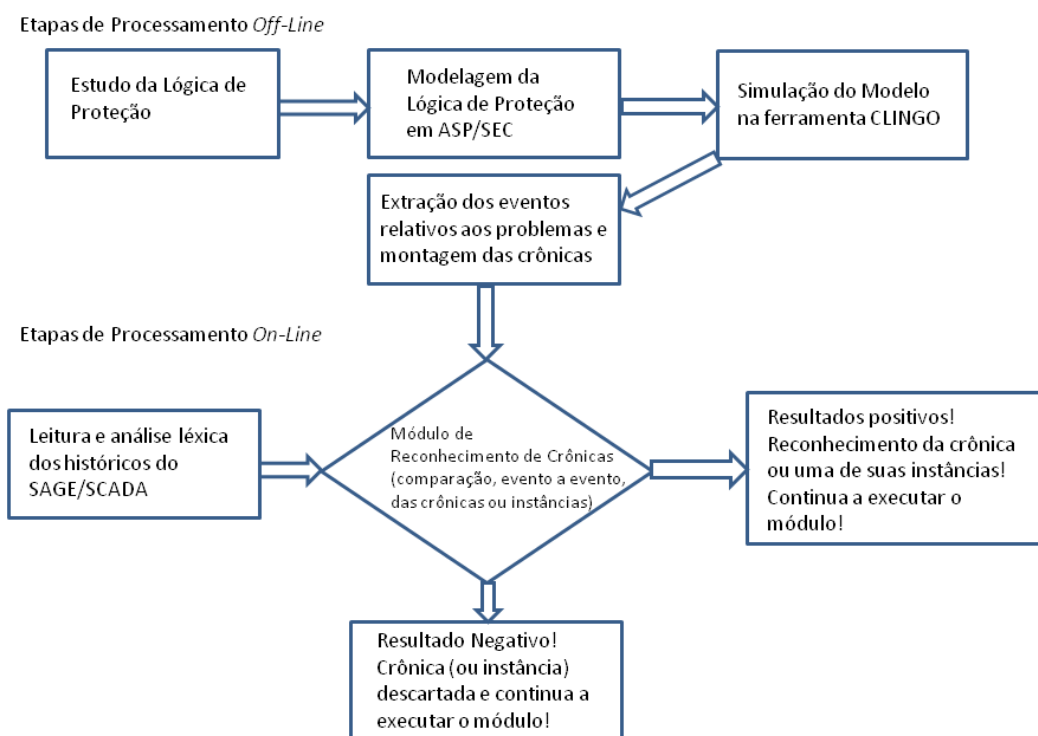 Etapas de Processamento Off-Line
Estudo da Lógica de
Proteção
Modelagem da
Lógica de Proteção
em ASP/SEC
Simulação do Modelo
na ferramenta CLINGO
Extração dos eventos
relativos aos problemas e
montagem das crônicas
Etapas de Processamento On-Line
Leitura e análise léxica
dos históricos do
SAGE/SCADA
Módulo de
Reconhecimento de Crônicas
(comparação, evento a evento,
das crônicas ou instâncias)
Resultados positivos!
Reconhecimento da crônica
ou uma de suas instâncias!
Continua a executar o
módulo!
Resultado Negativo!
Crônica (ou instância)
descartada e continua a
executar o módulo!